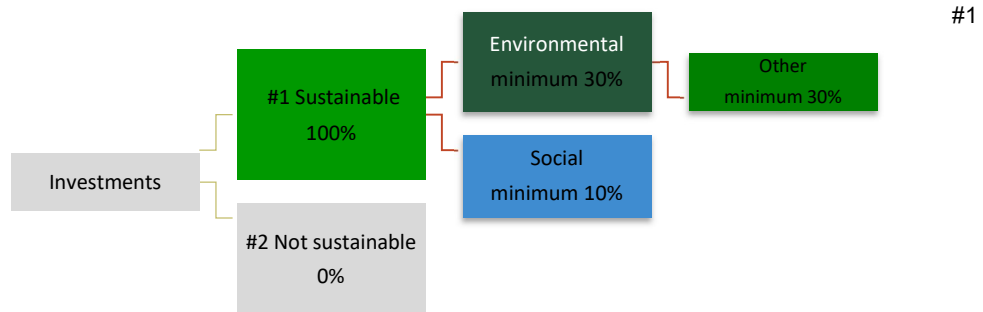 #1
Environmental
minimum 30%
Other
minimum 30%
#1 Sustainable
100%
Social
minimum 10%
Investments
#2 Not sustainable
0%